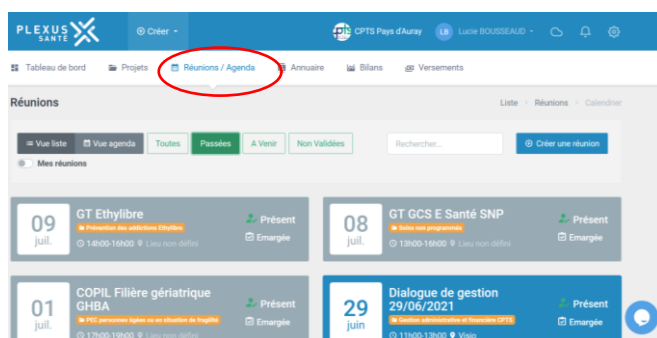 PLEXUS SANTE Créer CPTS Pays d'Auray LB Lucie BOUSSEAUD
Tableau de bord Projets Réunions / Agenda Annuaire Bilans Versements
Réunions Liste Réunions Calendrier
Vue liste Vue agenda Toutes Passées A Venir Non Validées Rechercher... Créer une réunion
Mes réunions
09 juil.
GT Ethylibre
Prévention des addictions Ethylibre
14h00-16h00 Lieu non défini
Présent
Emargée
08 juil.
GT GCS E Santé SNP
Soins non programmés
13h00-16h00 Lieu non défini
Présent
Emargée
01 juil.
COPIL Filière gériatrique
GHBA
PEC personnes âgées ou en situation de fragilité
17h00-19h00 Lieu non défini
Présent
Emargée
29 juin
Dialogue de gestion
29/06/2021
Gestion administrative et financière CPTS
11h00-13h00 Visio
Présent
Emargée